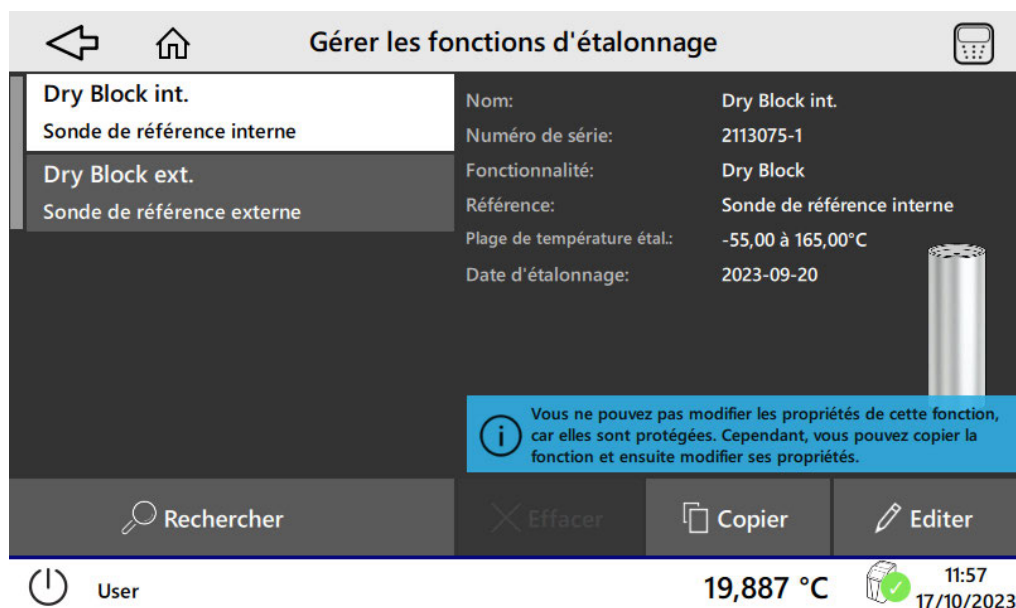 Gérer les fonctions d'étalonnage
Dry Block int.
Sonde de référence interne
Dry Block ext.
Sonde de référence externe
Nom: Dry Block int.
Numéro de série: 2113075-1
Fonctionnalité: Dry Block
Référence: Sonde de référence interne
Plage de température étal.: -55,00 à 165,00°C
Date d'étalonnage: 2023-09-20
Vous ne pouvez pas modifier les propriétés de cette fonction,
car elles sont protégées. Cependant, vous pouvez copier la
fonction et ensuite modifier ses propriétés.
Rechercher
Effacer
Copier
Editer
User
19,887 °C
11:57
17/10/2023